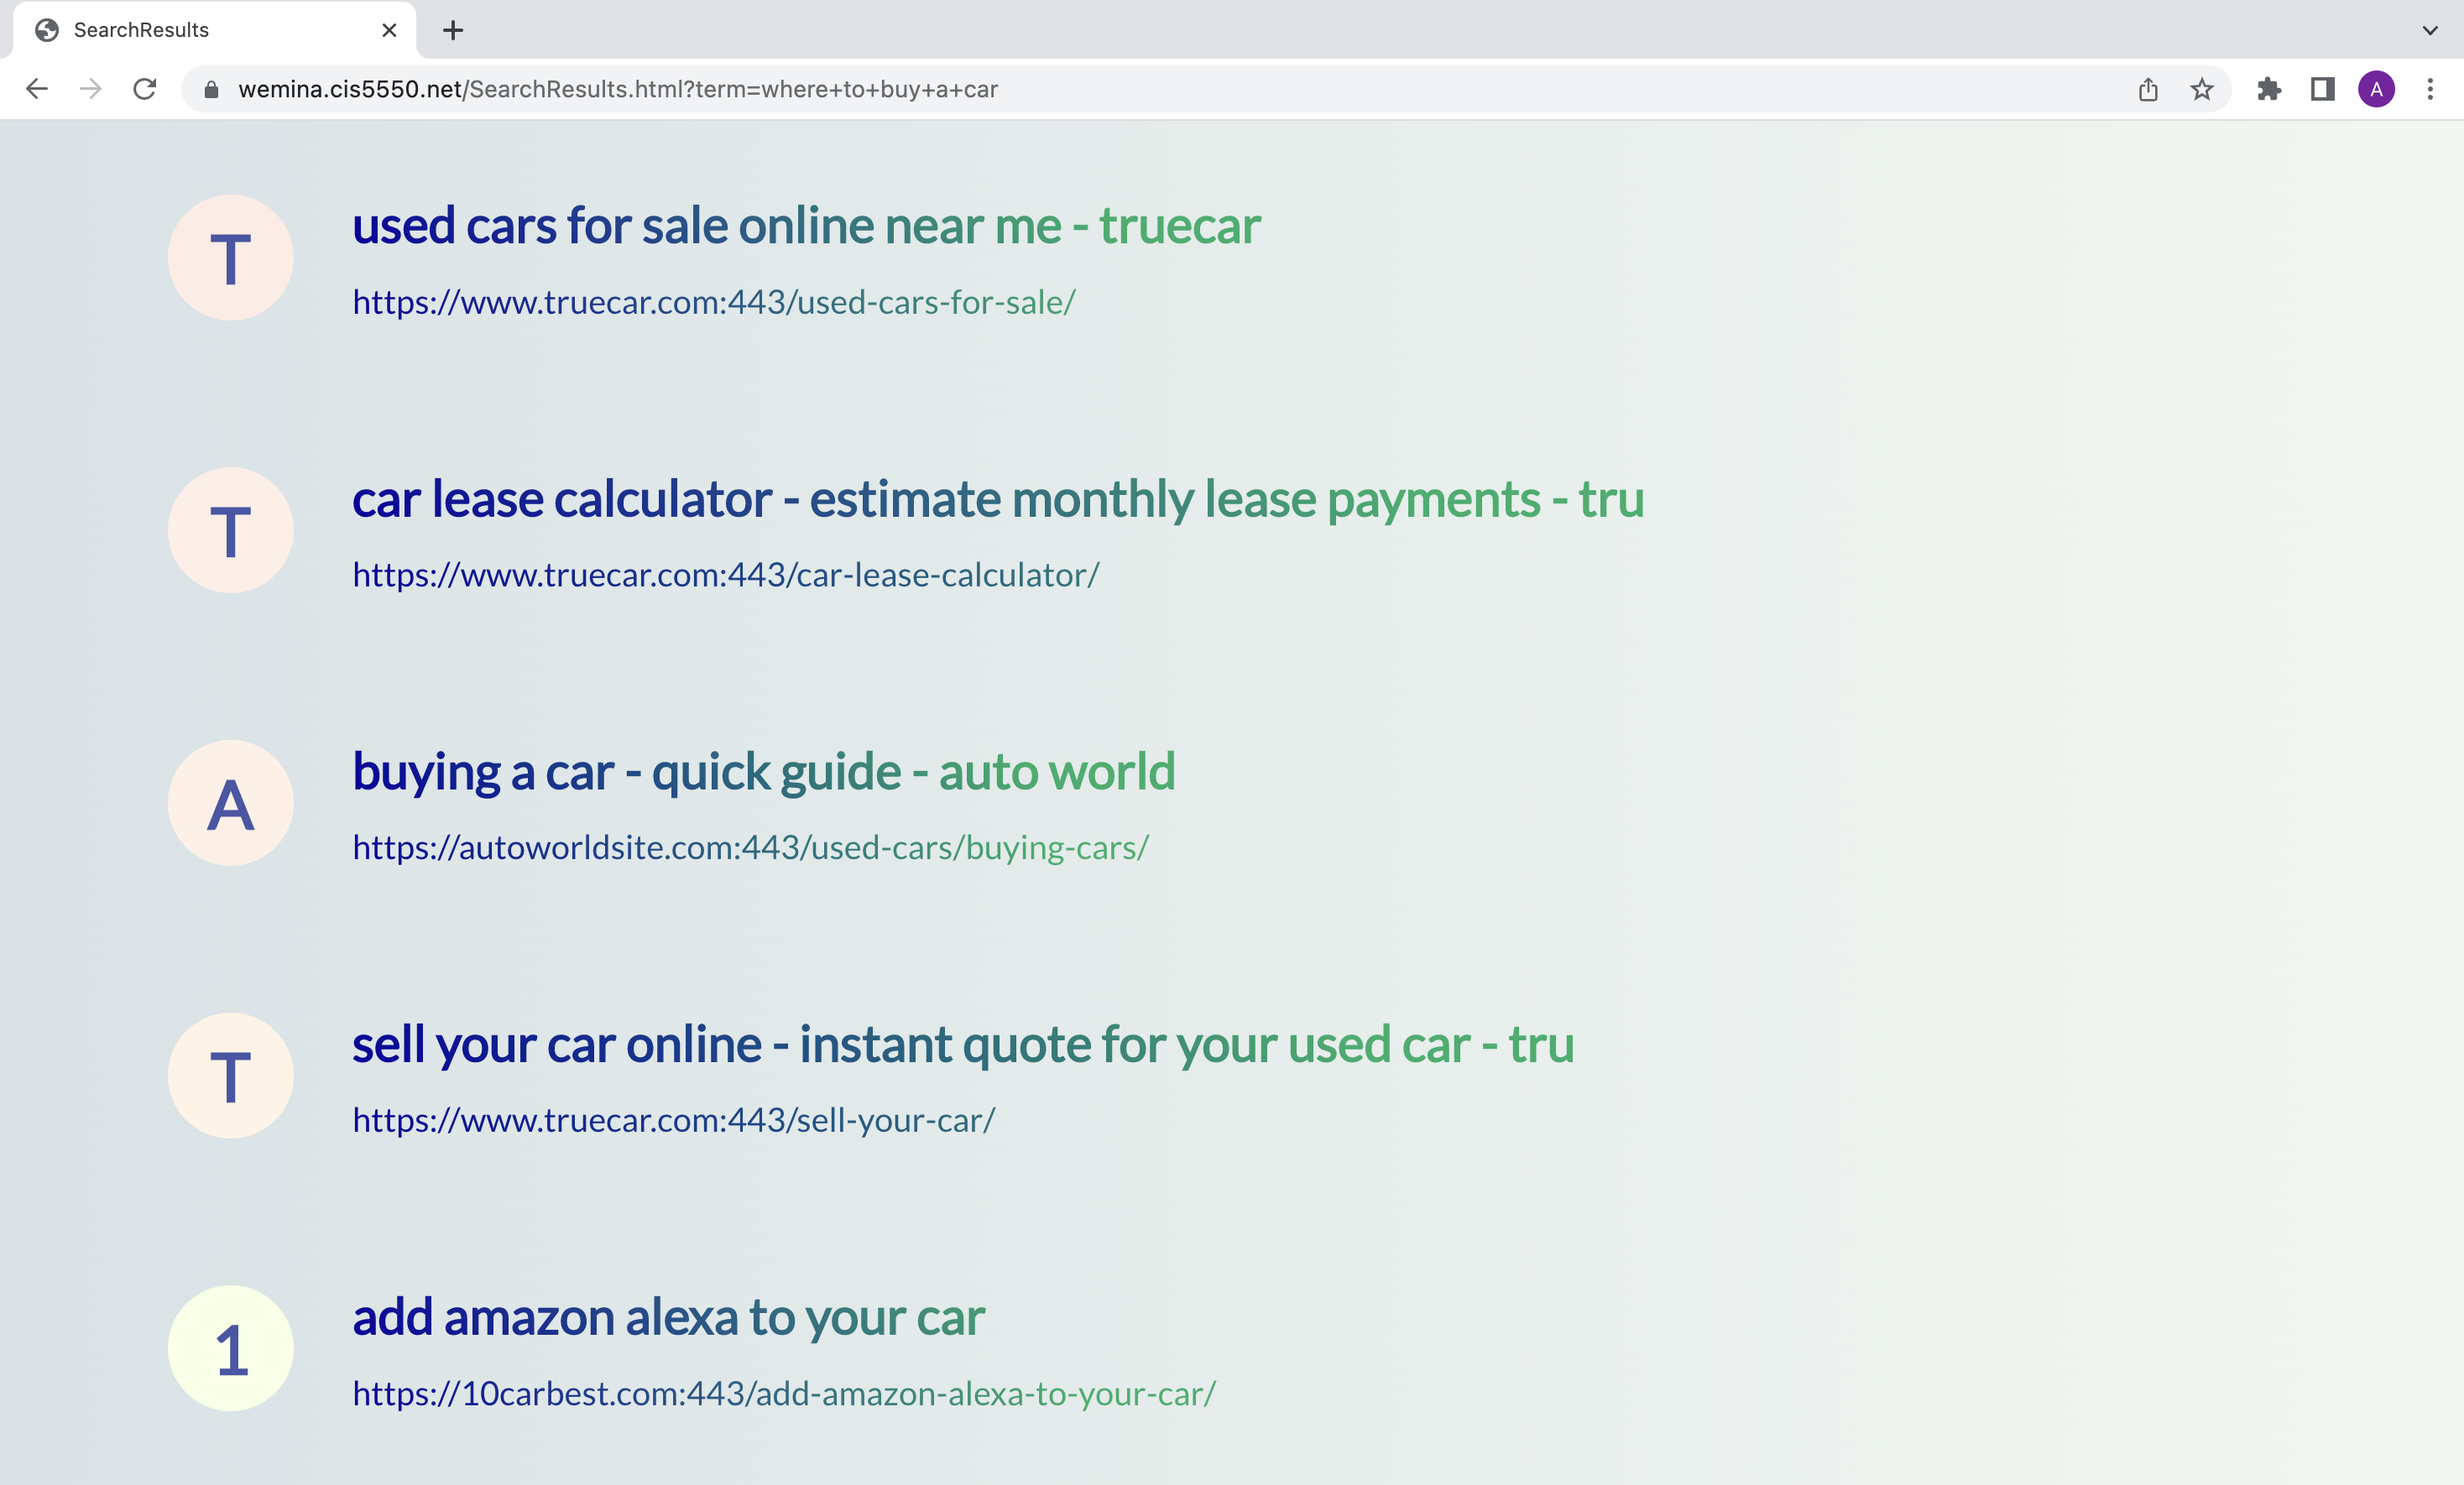 SearchResults
wemina.cis5550.net/SearchResults.html?term=where+to+buy+a+car
A
T
used cars for sale online near me - truecar
https://www.truecar.com:443/used-cars-for-sale/
T
car lease calculator - estimate monthly lease payments - tru
https://www.truecar.com:443/car-lease-calculator/
A
buying a car - quick guide - auto world
https://autoworldsite.com:443/used-cars/buying-cars/
T
sell your car online - instant quote for your used car - tru
https://www.truecar.com:443/sell-your-car/
1
add amazon alexa to your car
https://10carbest.com:443/add-amazon-alexa-to-your-car/